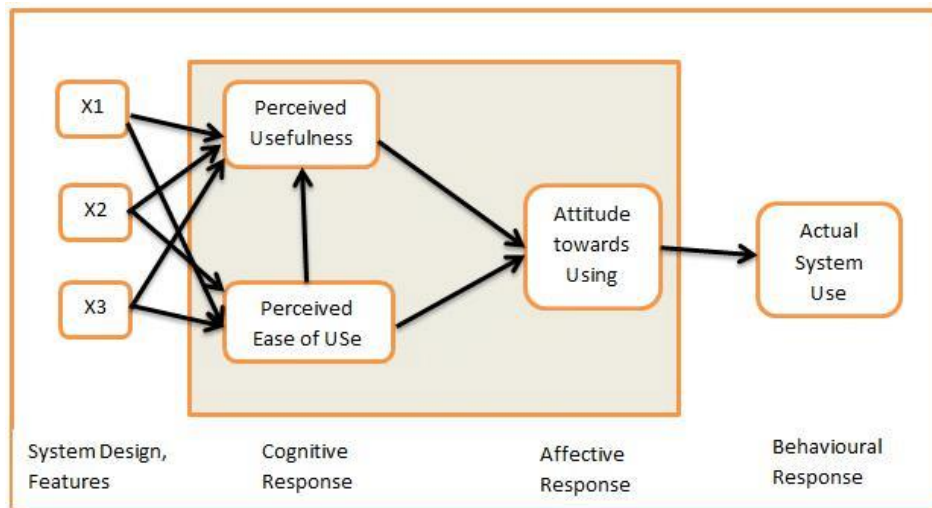 X1
X2
X3
Perceived
Usefulness
Perceived
Ease of USe
Attitude
towards
Using
Actual
System
Use
System Design,
Features
Cognitive
Response
Affective
Response
Behavioural
Response